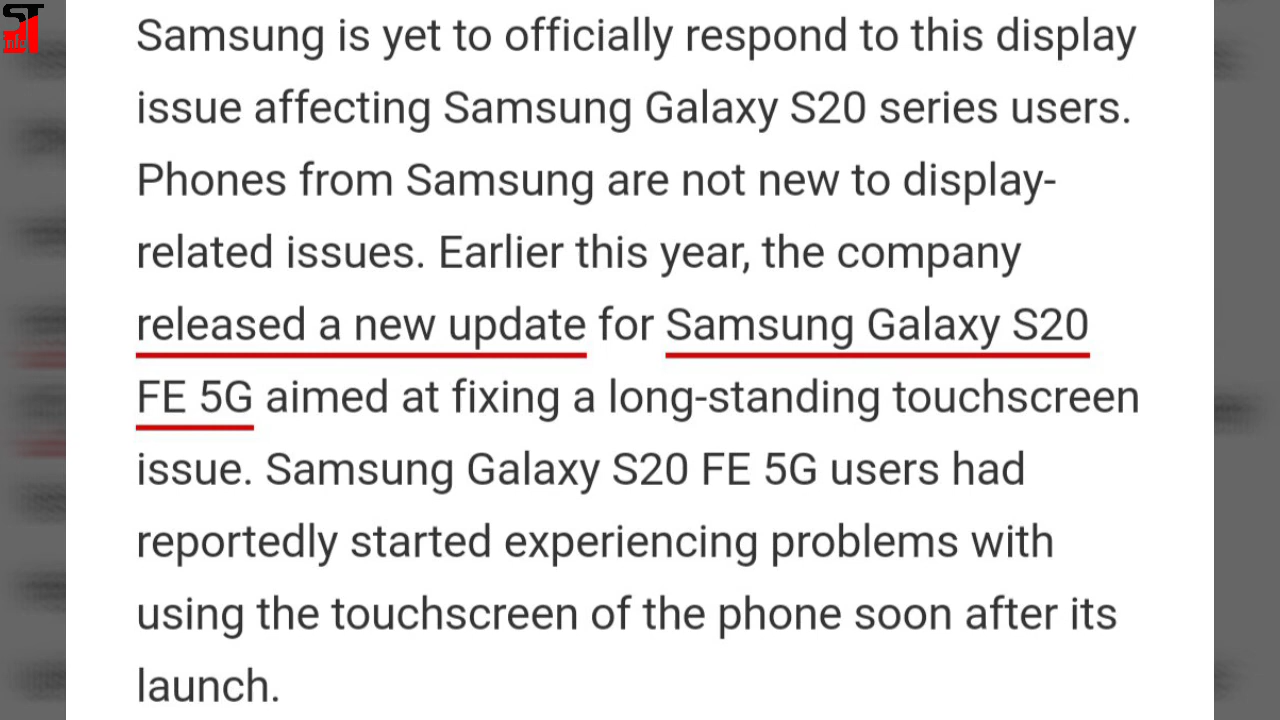 ST
Info
Samsung is yet to officially respond to this display
issue affecting Samsung Galaxy S20 series users.
Phones from Samsung are not new to display-
related issues. Earlier this year, the company
released a new update for Samsung Galaxy S20
FE 5G aimed at fixing a long-standing touchscreen
issue. Samsung Galaxy S20 FE 5G users had
reportedly started experiencing problems with
using the touchscreen of the phone soon after its
launch.